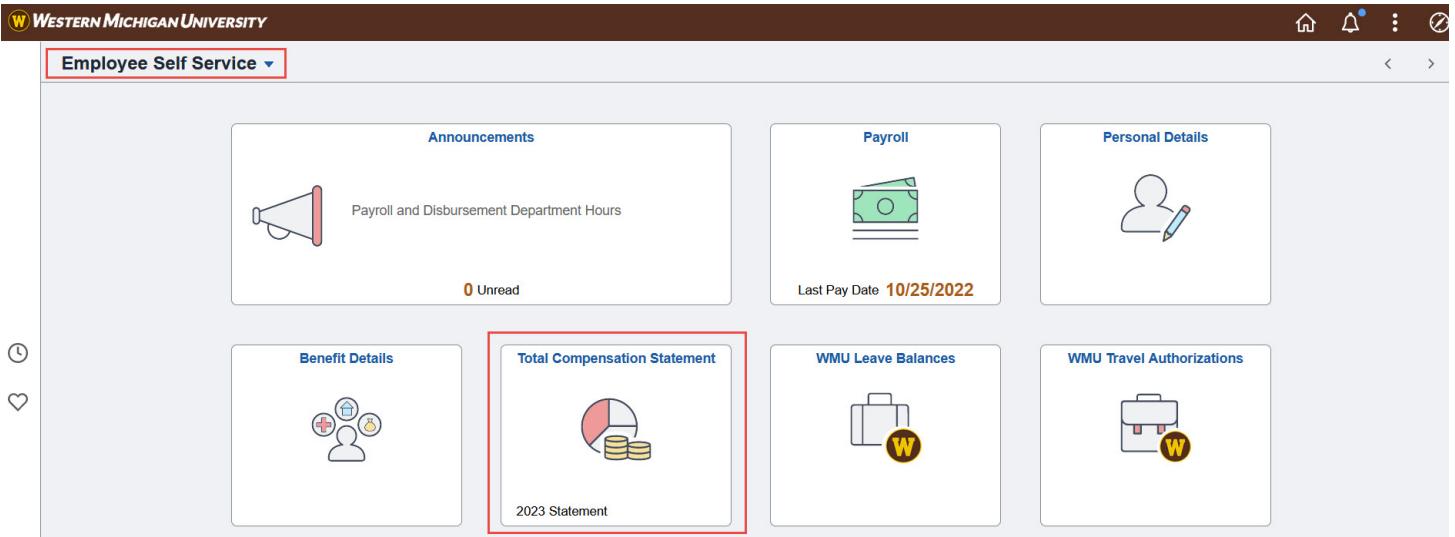 W WESTERN MICHIGAN UNIVERSITY
Employee Self Service
Announcements
Payroll and Disbursement Department Hours
0 Unread
Payroll
Last Pay Date 10/25/2022
Personal Details
Benefit Details
Total Compensation Statement
2023 Statement
WMU Leave Balances
W
WMU Travel Authorizations
W